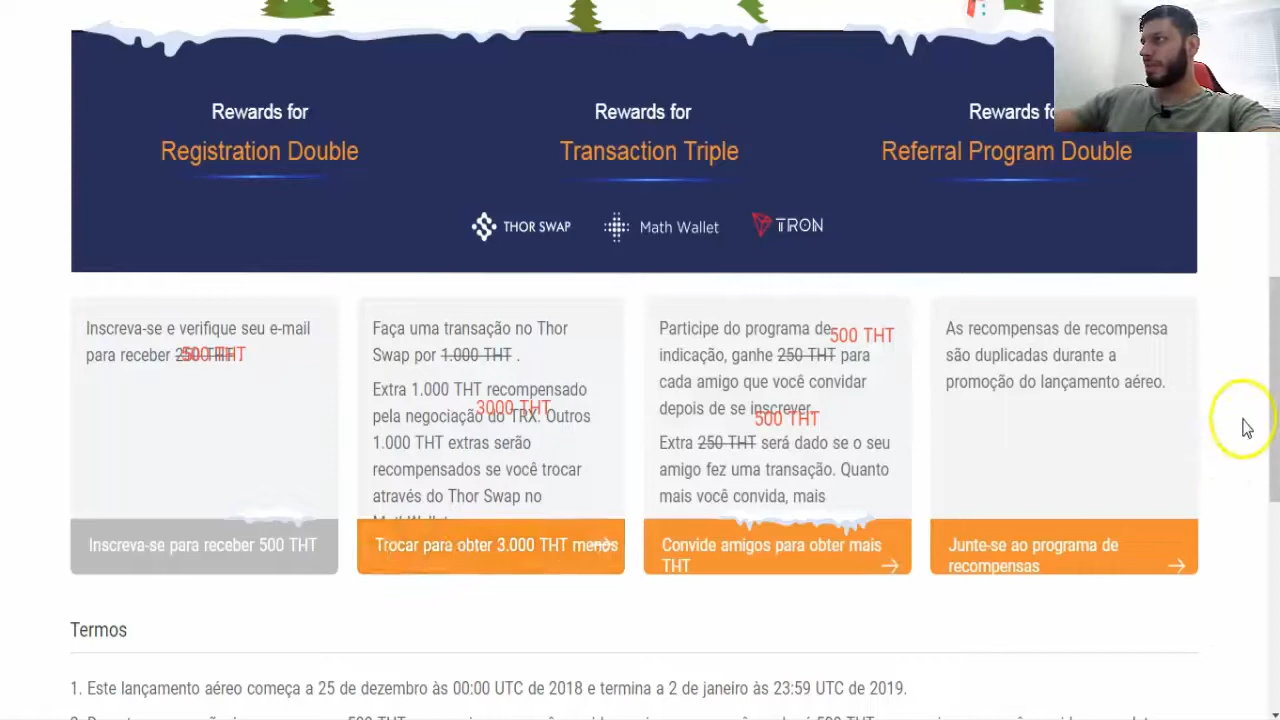 Rewards for
Registration Double
Rewards for
Transaction Triple
Rewards fo
Referral Program Double
THOR SWAP
Math Wallet
TRON
Inscreva-se e verifique seu e-mail
para receber 250 THT .
500 THT
Inscreva-se para receber 500 THT
Faça uma transação no Thor
Swap por 1.000 THT .
Extra 1.000 THT recompensado
3000 THT
pela negociação do TRX. Outros
1.000 THT extras serão
recompensados se você trocar
através do Thor Swap no
Trocar para obter 3.000 THT menos
Participe do programa de
500 THT
indicação, ganhe 250 THT para
cada amigo que você convidar
depois de se inscrever.
500 THT
Extra 250 THT será dado se o seu
amigo fez uma transação. Quanto
mais você convida, mais
Convide amigos para obter mais
THT
As recompensas de recompensa
são duplicadas durante a
promoção do lançamento aéreo.
Junte-se ao programa de
recompensas
Termos
1. Este lançamento aéreo começa a 25 de dezembro às 00:00 UTC de 2018 e termina a 2 de janeiro às 23:59 UTC de 2019.